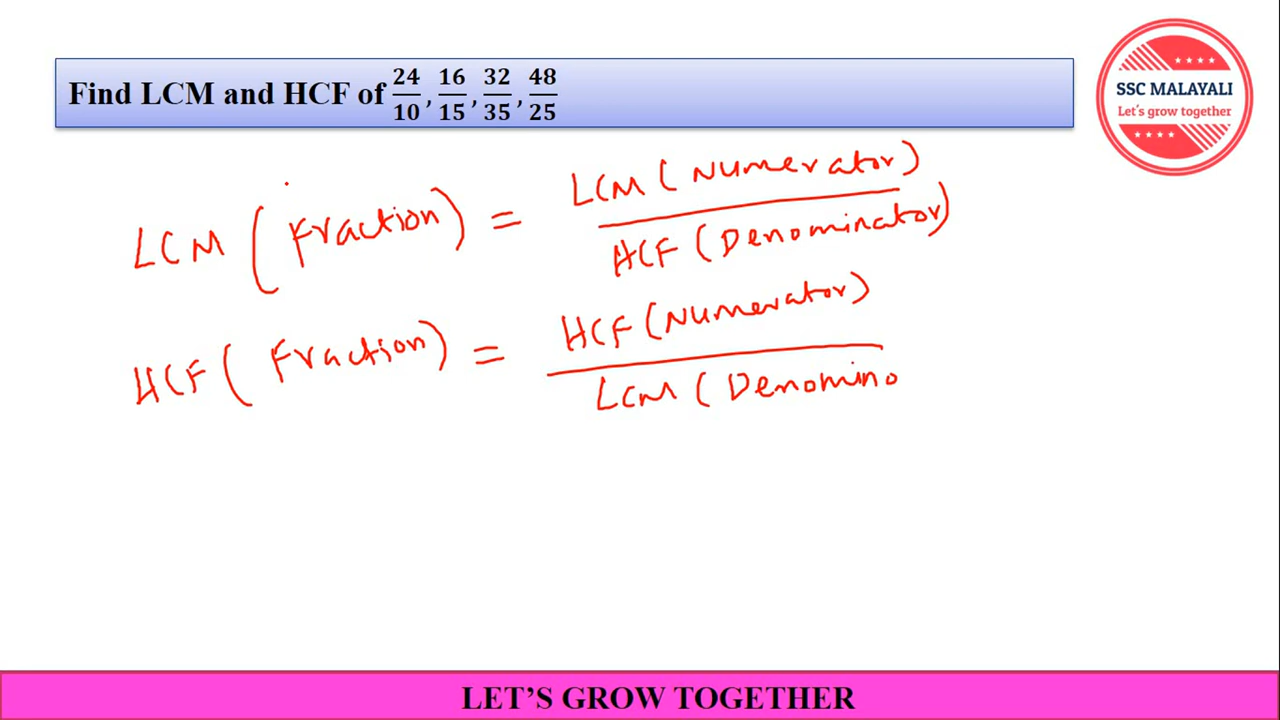 Find LCM and HCF of 24/10, 16/15, 32/35, 48/25
SSC MALAYALI
Let's grow together
LCM (Fraction) = LCM (Numerator) / HCF (Denominator)
HCF (Fraction) = HCF (Numerator) / LCM (Denomino
LET'S GROW TOGETHER